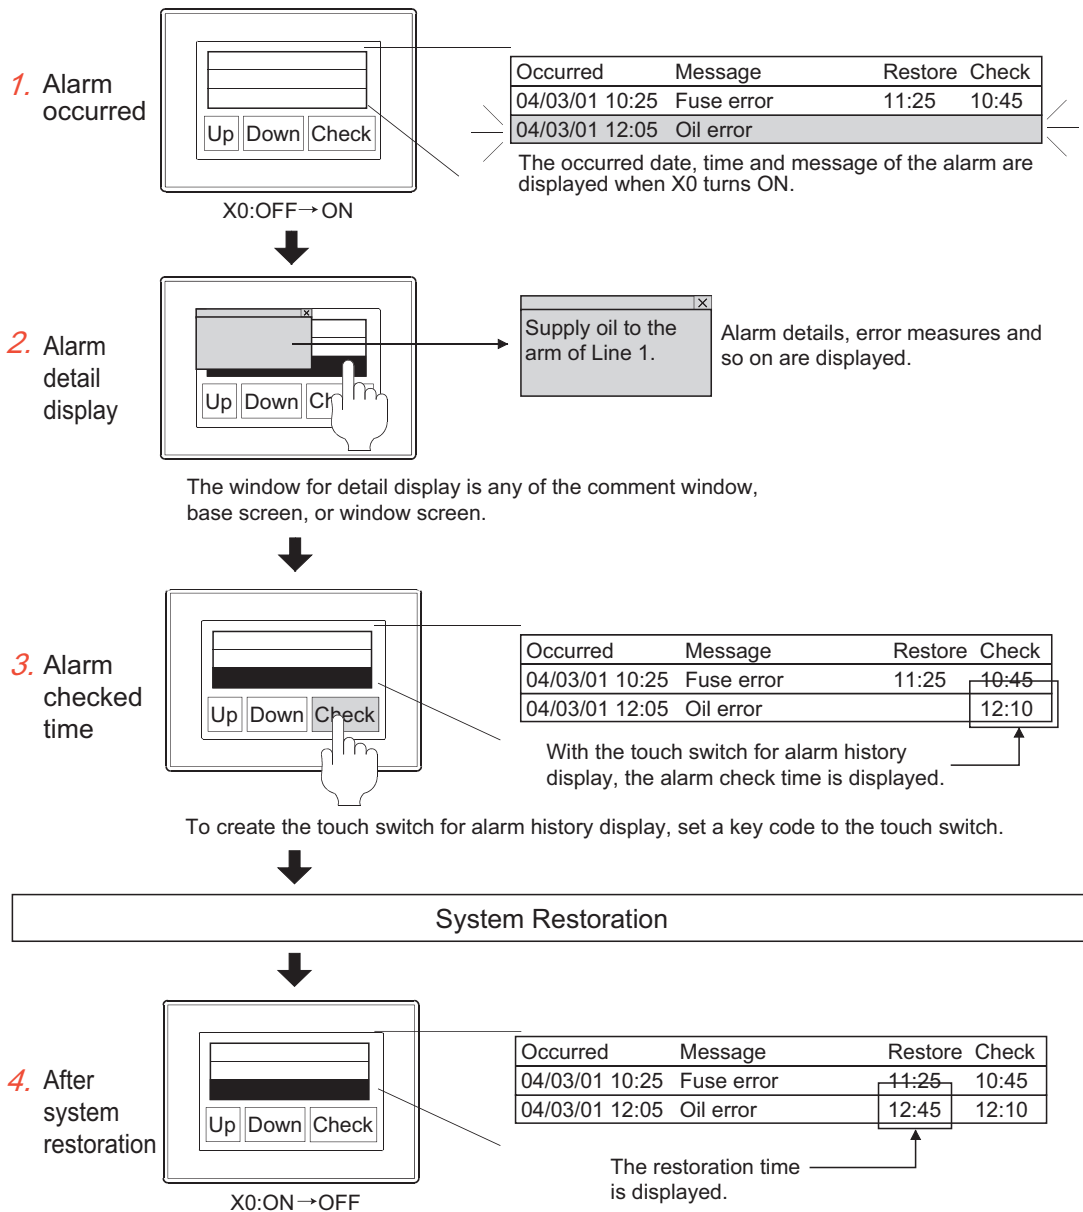 1. Alarm
occurred
Up Down Check
X0:OFF→ON
Occurred Message Restore Check
04/03/01 10:25 Fuse error 11:25 10:45
04/03/01 12:05 Oil error
The occurred date, time and message of the alarm are
displayed when X0 turns ON.
2. Alarm
detail
display
×
Up Down Ch
×
Supply oil to the
arm of Line 1.
Alarm details, error measures and
so on are displayed.
The window for detail display is any of the comment window,
base screen, or window screen.
3. Alarm
checked
time
Up Down Check
Occurred Message Restore Check
04/03/01 10:25 Fuse error 11:25 10:45
04/03/01 12:05 Oil error 12:10
With the touch switch for alarm history
display, the alarm check time is displayed.
To create the touch switch for alarm history display, set a key code to the touch switch.
System Restoration
4. After
system
restoration
Up Down Check
X0:ON→OFF
Occurred Message Restore Check
04/03/01 10:25 Fuse error 11:25 10:45
04/03/01 12:05 Oil error 12:45 12:10
The restoration time
is displayed.